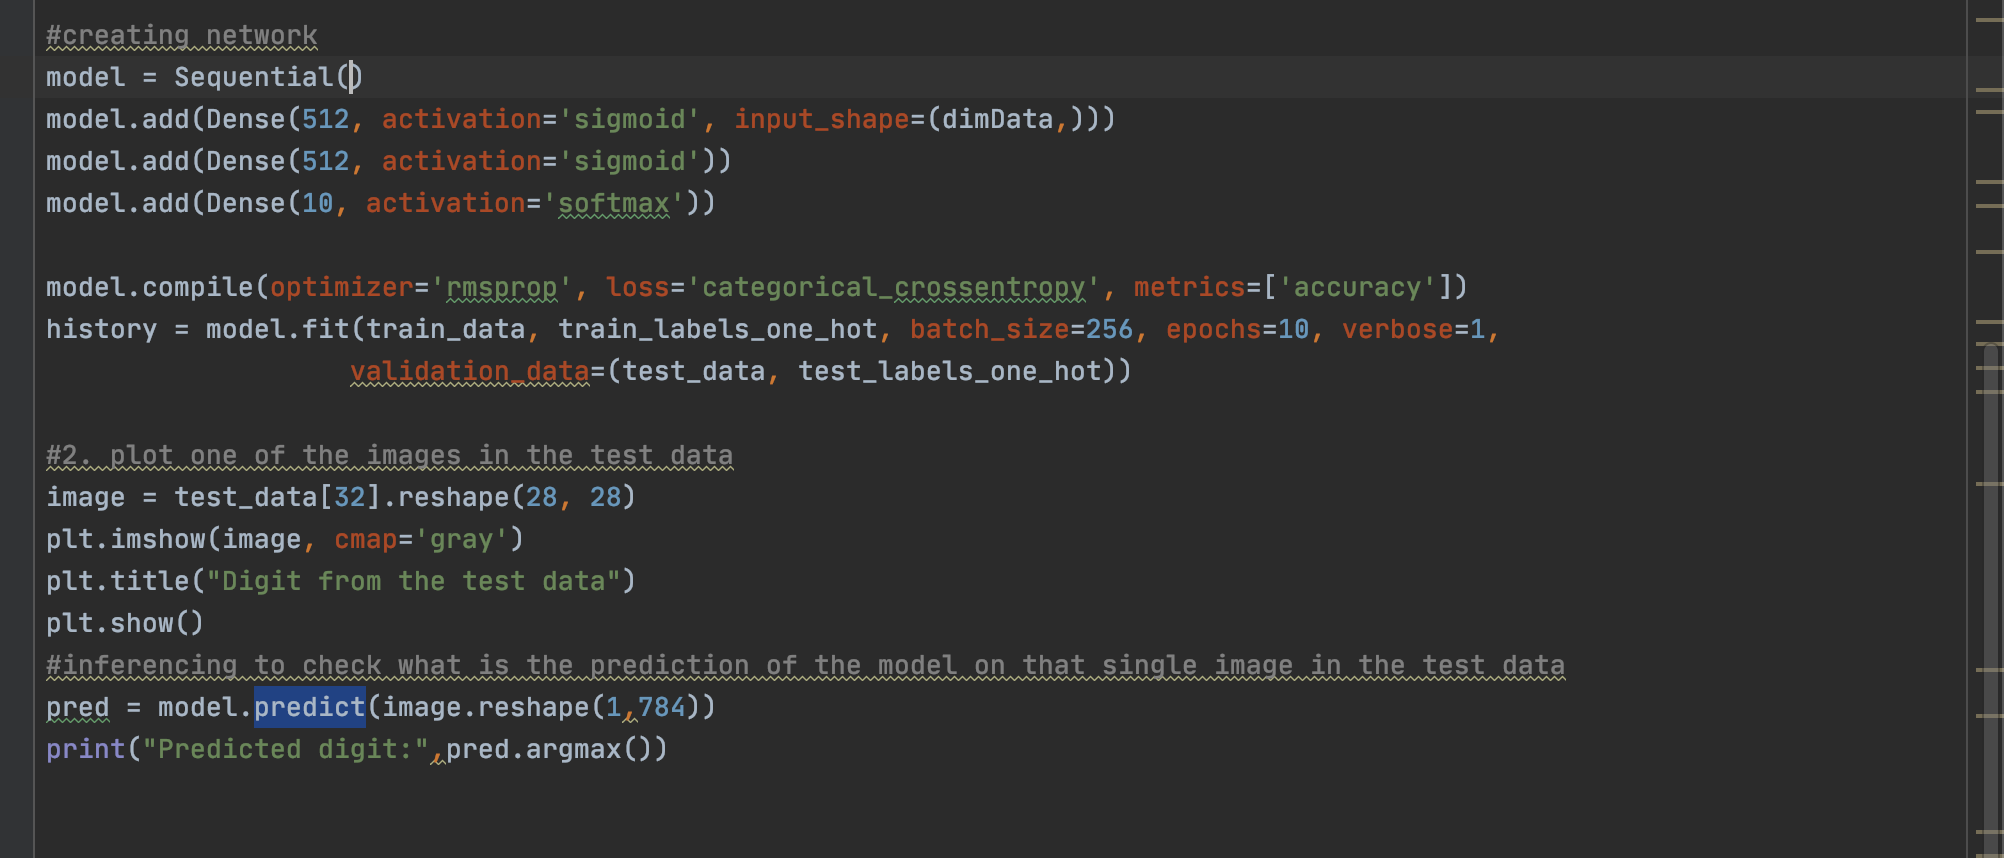 #creating network
model = Sequential()
model.add(Dense(512, activation='sigmoid', input_shape=(dimData,)))
model.add(Dense(512, activation='sigmoid'))
model.add(Dense(10, activation='softmax'))
model.compile(optimizer='rmsprop', loss='categorical_crossentropy', metrics=['accuracy'])
history = model.fit(train_data, train_labels_one_hot, batch_size=256, epochs=10, verbose=1,
validation_data=(test_data, test_labels_one_hot))
#2. plot one of the images in the test data
image = test_data[32].reshape(28, 28)
plt.imshow(image, cmap='gray')
plt.title("Digit from the test data")
plt.show()
#inferencing to check what is the prediction of the model on that single image in the test data
pred = model.predict(image.reshape(1,784))
print("Predicted digit:",pred.argmax())